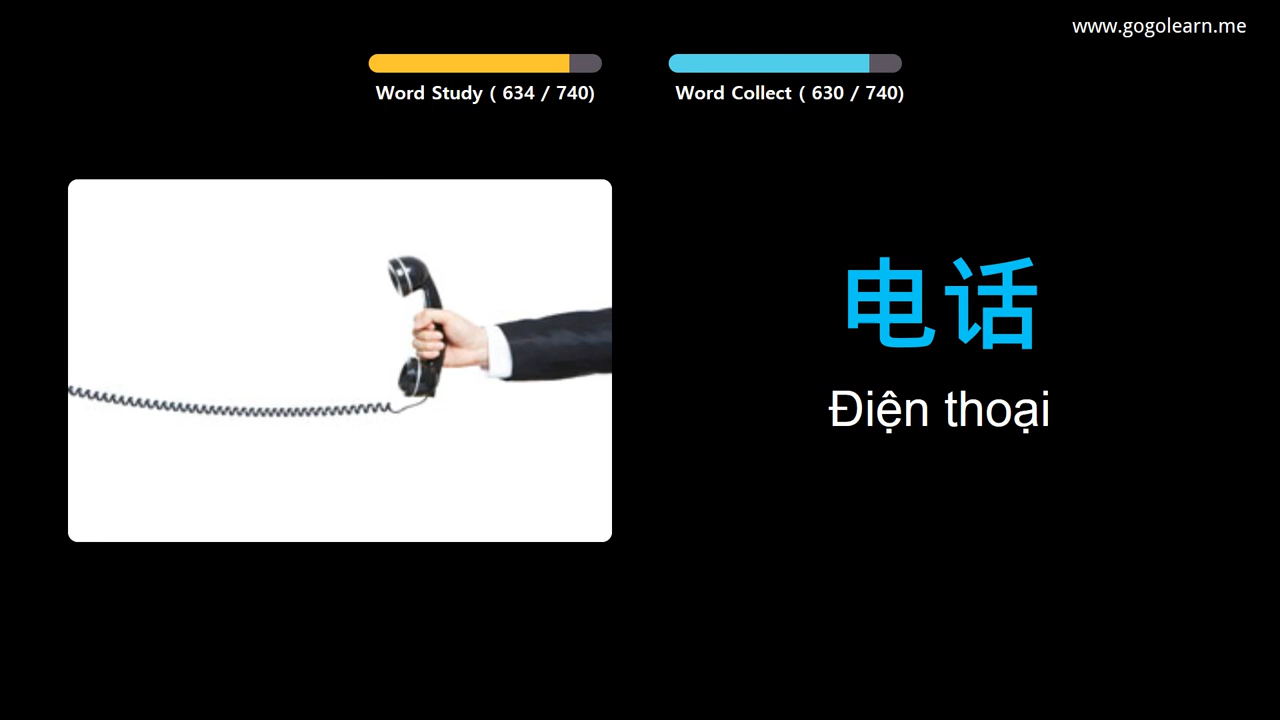 www.gogolearn.me
Word Study ( 634 / 740)
Word Collect ( 630 / 740)
电话
Điện thoại